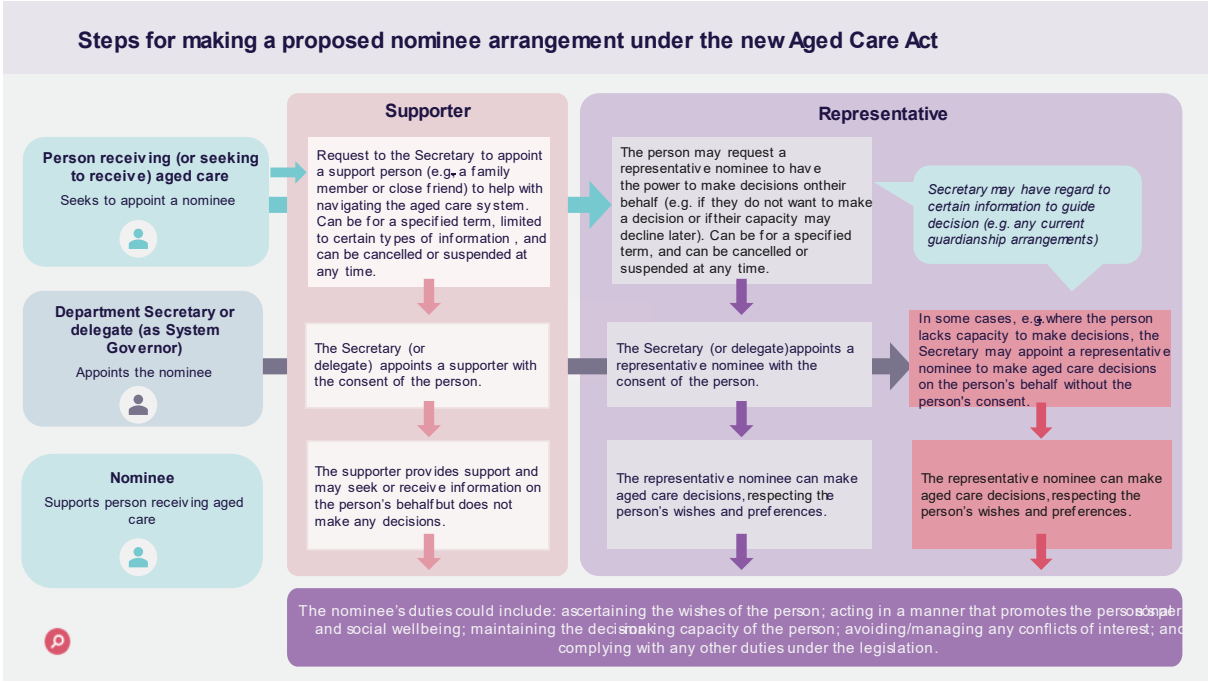 Steps for making a proposed nominee arrangement under the new Aged Care Act
Supporter
Representative
Person receiving (or seeking
to receive) aged care
Seeks to appoint a nominee
Request to the Secretary to appoint
a support person (e.g. a family
member or close friend) to help with
navigating the aged care system.
Can be for a specified term, limited
to certain types of information , and
can be cancelled or suspended at
any time.
The person may request a
representative nominee to have
the power to make decisions ontheir
behalf (e.g. if they do not want to make
a decision or if their capacity may
decline later). Can be for a specified
term, and can be cancelled or
suspended at any time.
Secretary may have regard to
certain information to guide
decision (e.g. any current
guardianship arrangements)
Department Secretary or
delegate (as System
Governor)
Appoints the nominee
The Secretary (or
delegate) appoints a supporter with
the consent of the person.
The Secretary (or delegate)appoints a
representative nominee with the
consent of the person.
In some cases, e.g. where the person
lacks capacity to make decisions, the
Secretary may appoint a representative
nominee to make aged care decisions
on the person's behalf without the
person's consent.
Nominee
Supports person receiving aged
care
The supporter provides support and
may seek or receive information on
the person's behalf but does not
make any decisions.
The representative nominee can make
aged care decisions, respecting the
person's wishes and preferences.
The representative nominee can make
aged care decisions, respecting the
person's wishes and preferences.
The nominee's duties could include: ascertaining the wishes of the person; acting in a manner that promotes the person's
and social wellbeing; maintaining the capacity of the person; avoiding/managing any conflicts of interest; and
complying with any other duties under the legislation.